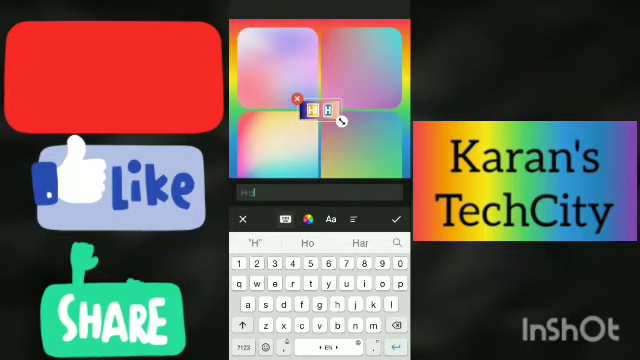 Like
SHARE
H H
Aa
"H" Ho Har
1 2 3 4 5 6 7 8 9 0
q w e r t y u i o p
a s d f g h j k l
z x c v b n m
?123 , EN .
Karan's
TechCity
InShOt